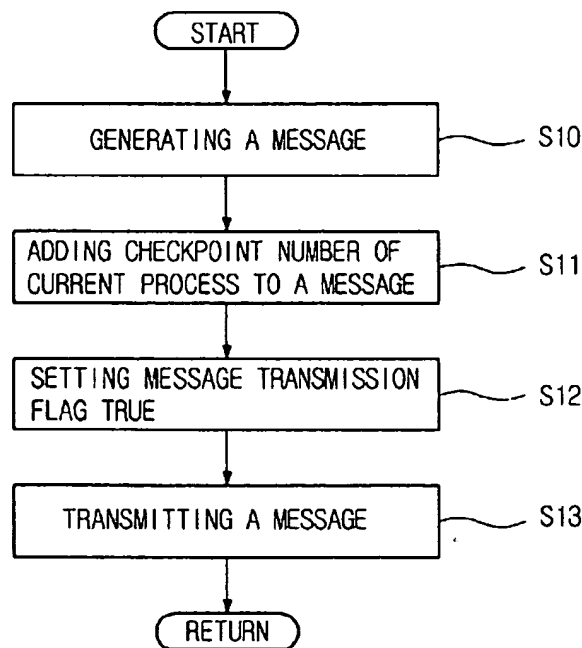 START
GENERATING A MESSAGE
S10
ADDING CHECKPOINT NUMBER OF
CURRENT PROCESS TO A MESSAGE
S11
SETTING MESSAGE TRANSMISSION
FLAG TRUE
S12
TRANSMITTING A MESSAGE
S13
RETURN